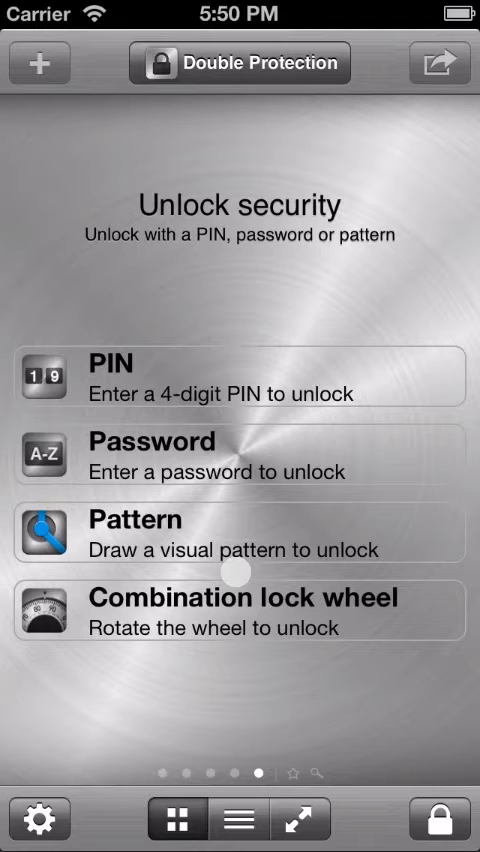 Carrier 5:50 PM
Double Protection
Unlock security
Unlock with a PIN, password or pattern
1 9
PIN
Enter a 4-digit PIN to unlock
A-Z
Password
Enter a password to unlock
Pattern
Draw a visual pattern to unlock
80 90
Combination lock wheel
Rotate the wheel to unlock